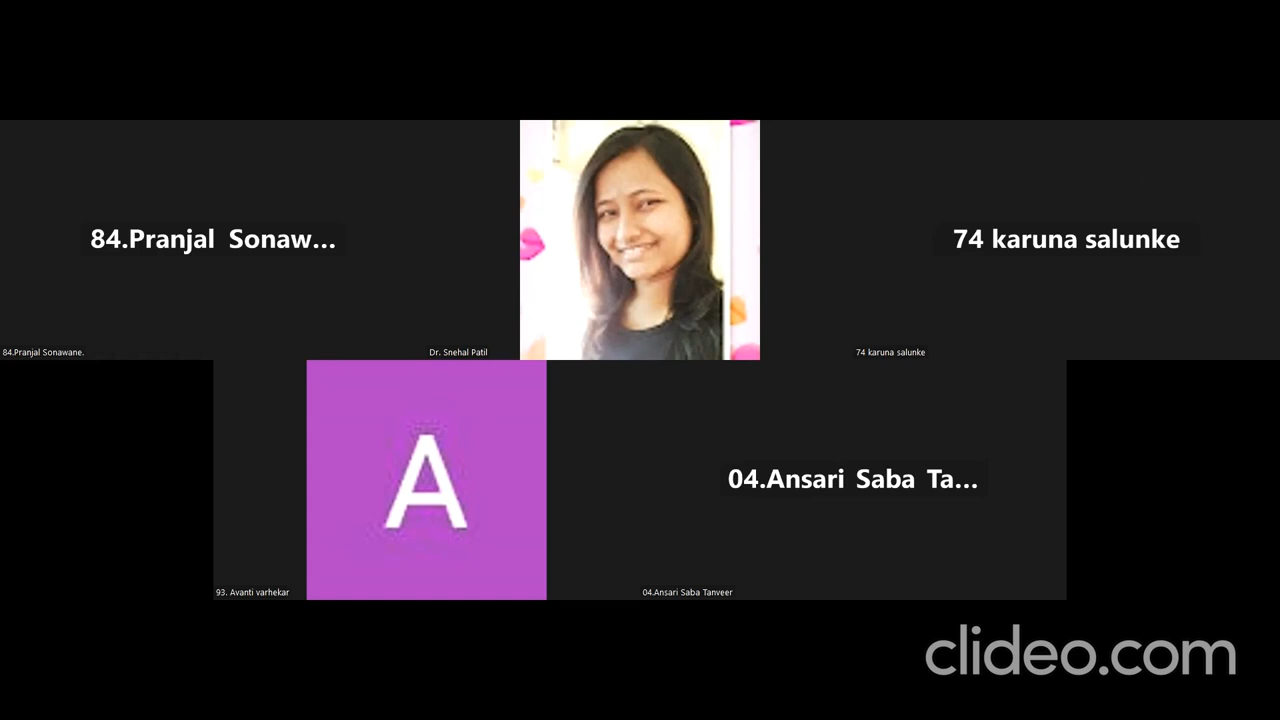 84.Pranjal Sonaw...
74 karuna salunke
84.Pranjal Sonawane.
Dr. Snehal Patil
74 karuna salunke
A
04.Ansari Saba Ta...
93. Avanti varhekar
04.Ansari Saba Tanveer
clideo.com